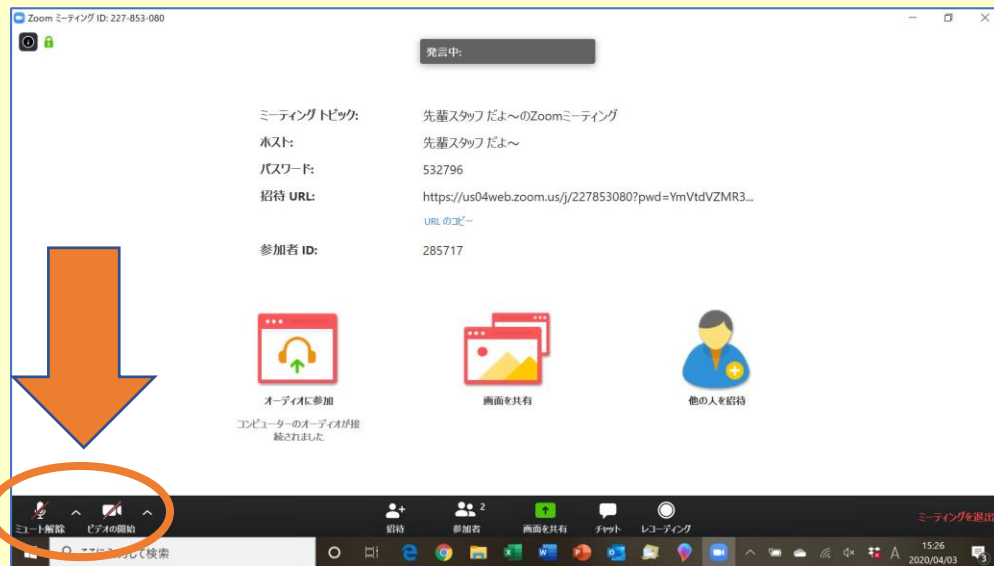 Zoom ミーティング ID: 227-853-080
発言中:
ミーティング トピック: 先輩スタッフ だよ～のZoomミーティング
ホスト: 先輩スタッフ だよ～
パスワード: 532796
招待 URL: https://us04web.zoom.us/j/227853080?pwd=YmVtdVZMR3...
URL のコピー
参加者 ID: 285717
オーディオに参加 画面を共有 他の人を招待
コンピューターのオーディオが接
続されました
2
ミュート解除 ビデオの開始 招待 参加者 画面を共有 チャット レコーディング ミーティングを退出
して検索
A 15:26
2020/04/03 3